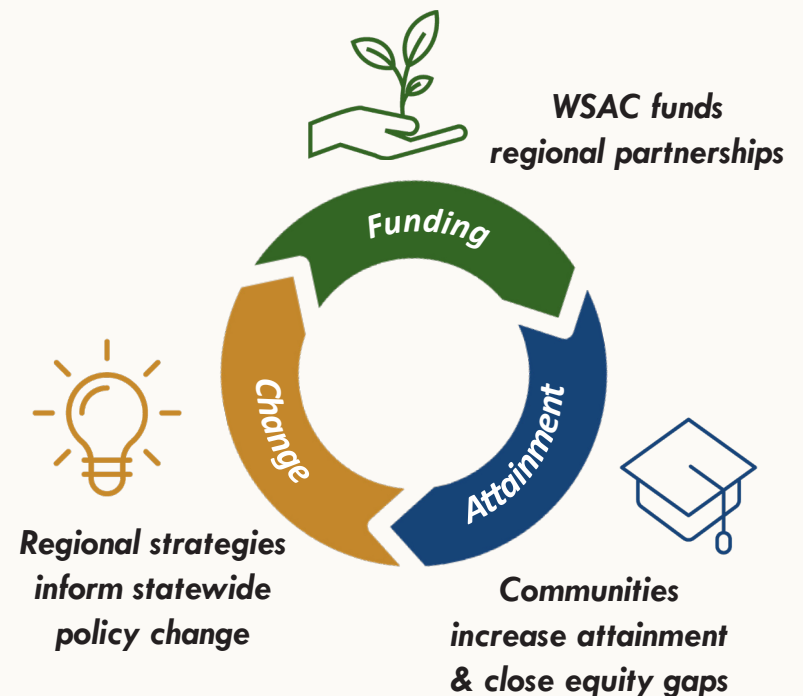 WSAC funds
regional partnerships
Funding
Change
Attainment
Regional strategies
inform statewide
policy change
Communities
increase attainment
& close equity gaps